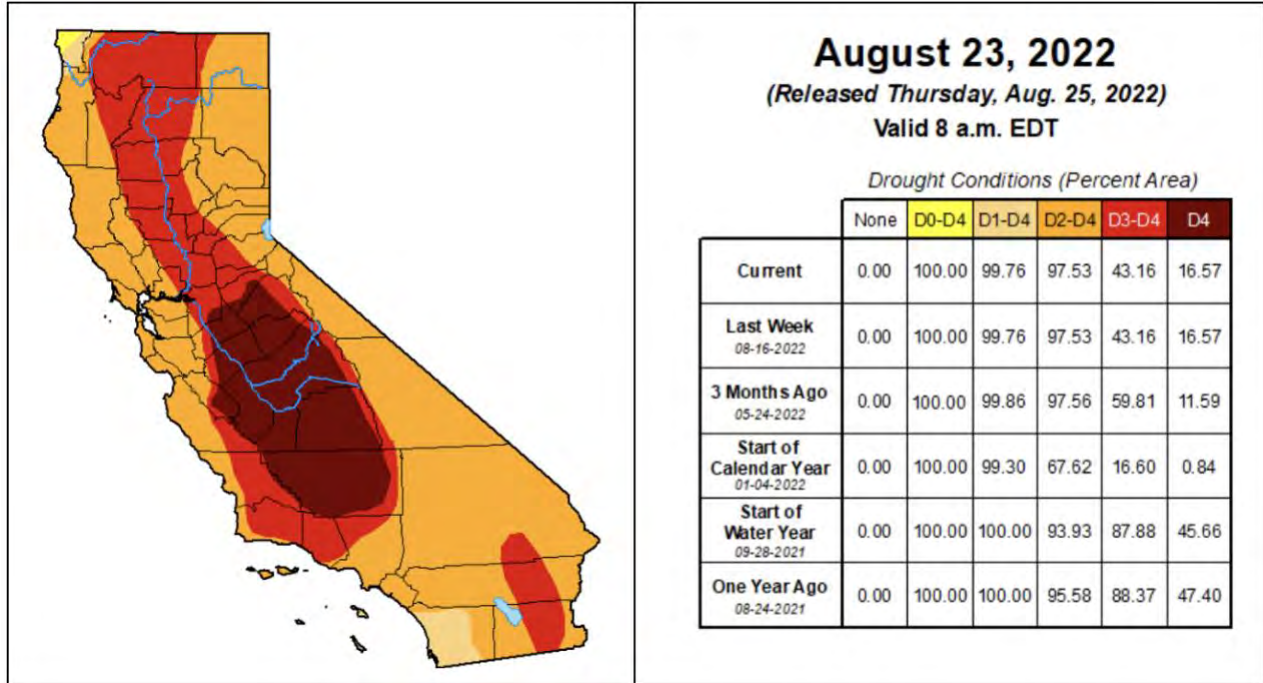 August 23, 2022
(Released Thursday, Aug. 25, 2022)
Valid 8 a.m. EDT
Drought Conditions (Percent Area)
None D0-D4 D1-D4 D2-D4 D3-D4 D4
Current 0.00 100.00 99.76 97.53 43.16 16.57
Last Week
08-16-2022 0.00 100.00 99.76 97.53 43.16 16.57
3 Months Ago
05-24-2022 0.00 100.00 99.86 97.56 59.81 11.59
Start of
Calendar Year
01-04-2022 0.00 100.00 99.30 67.62 16.60 0.84
Start of
Water Year
09-28-2021 0.00 100.00 100.00 93.93 87.88 45.66
One Year Ago
08-24-2021 0.00 100.00 100.00 95.58 88.37 47.40